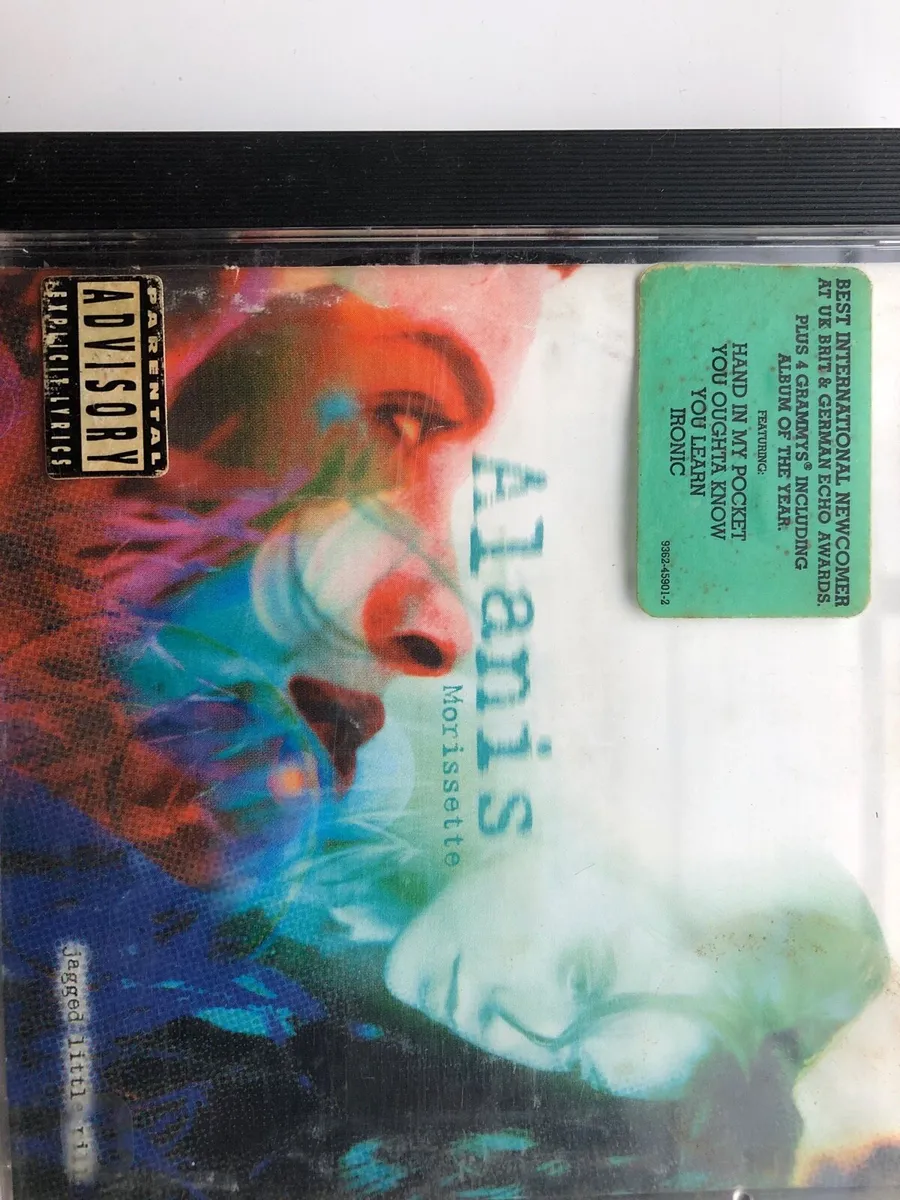 BEST INTERNATIONAL NEWCOMER
AT UK BRIT & GERMAN ECHO AWARDS.
PLUS 4 GRAMMYS® INCLUDING
ALBUM OF THE YEAR.
FEATURING:
HAND IN MY POCKET
YOU OUGHTA KNOW
YOU LEARN
IRONIC
9362-45901-2
Alanis
Morissette
PARENTAL
ADVISORY
EXPLICIT LYRICS
jagged